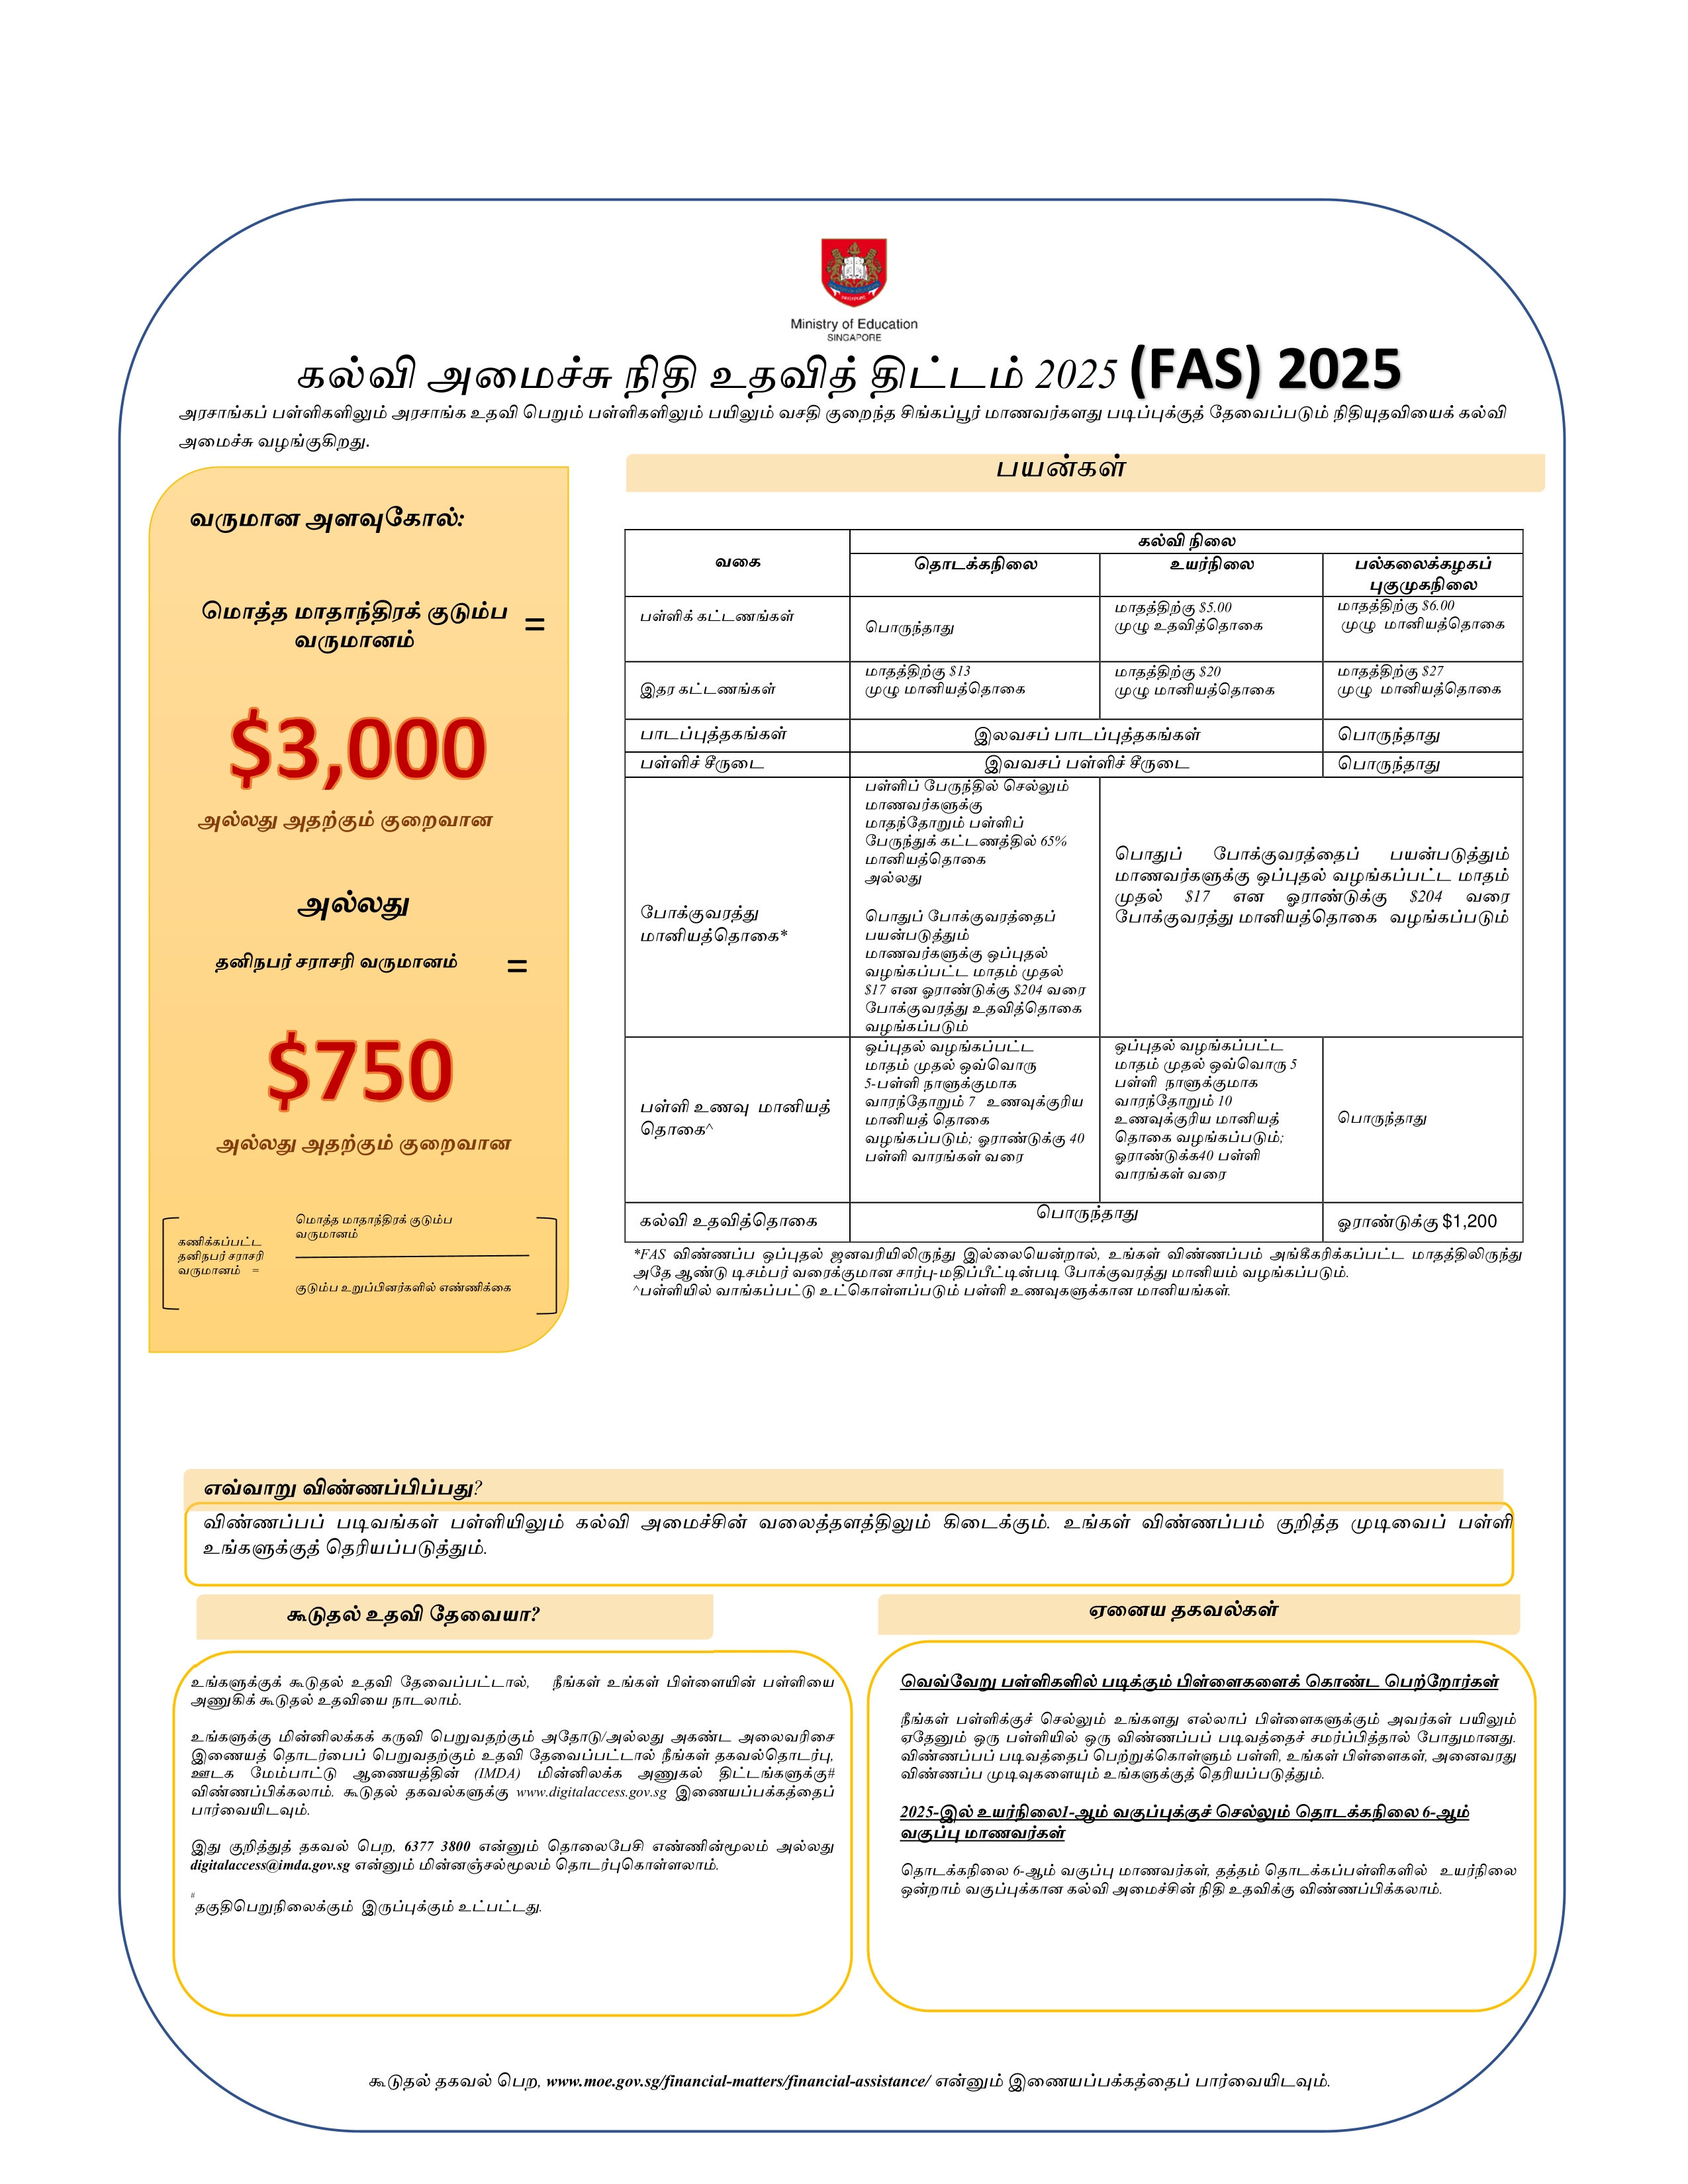 Ministry of Education
SINGAPORE
கல்வி அமைச்சு நிதி உதவித் திட்டம் 2025 (FAS) 2025
அரசாங்கப் பள்ளிகளிலும் அரசாங்க உதவி பெறும் பள்ளிகளிலும் பயிலும் வசதி குறைந்த சிங்கப்பூர் மாணவர்களது படிப்புக்குத் தேவைப்படும் நிதியுதவியைக் கல்வி
அமைச்சு வழங்குகிறது.
வருமான அளவுகோல்:
மொத்த மாதாந்திரக் குடும்ப
வருமானம் =
$3,000
அல்லது அதற்கும் குறைவான
அல்லது
தனிநபர் சராசரி வருமானம் =
$750
அல்லது அதற்கும் குறைவான
கணிக்கப்பட்ட
தனிநபர் சராசரி
வருமானம் =
மொத்த மாதாந்திரக் குடும்ப
வருமானம்
குடும்ப உறுப்பினர்களில் எண்ணிக்கை
பயன்கள்
வகை
கல்வி நிலை
தொடக்கநிலை
உயர்நிலை
பல்கலைக்கழகப்
புகுமுகநிலை
பள்ளிக் கட்டணங்கள்
பொருந்தாது
மாதத்திற்கு $5.00
முழு உதவித்தொகை
மாதத்திற்கு $6.00
முழு மானியத்தொகை
இதர கட்டணங்கள்
மாதத்திற்கு $13
முழு மானியத்தொகை
மாதத்திற்கு $20
முழு மானியத்தொகை
மாதத்திற்கு $27
முழு மானியத்தொகை
பாடப்புத்தகங்கள்
இலவசப் பாடப்புத்தகங்கள்
பொருந்தாது
பள்ளிச் சீருடை
இவவசப் பள்ளிச் சீருடை
பொருந்தாது
போக்குவரத்து
மானியத்தொகை*
பள்ளிப் பேருந்தில் செல்லும்
மாணவர்களுக்கு
மாதந்தோறும் பள்ளிப்
பேருந்துக் கட்டணத்தில் 65%
மானியத்தொகை
அல்லது
பொதுப் போக்குவரத்தைப்
பயன்படுத்தும்
மாணவர்களுக்கு ஒப்புதல்
வழங்கப்பட்ட மாதம் முதல்
$17 என ஓராண்டுக்கு $204 வரை
போக்குவரத்து உதவித்தொகை
வழங்கப்படும்
பொதுப் போக்குவரத்தைப் பயன்படுத்தும்
மாணவர்களுக்கு ஒப்புதல் வழங்கப்பட்ட மாதம்
முதல் $17 என ஓராண்டுக்கு $204 வரை
போக்குவரத்து மானியத்தொகை வழங்கப்படும்
பள்ளி உணவு மானியத்
தொகை^
ஒப்புதல் வழங்கப்பட்ட
மாதம் முதல் ஒவ்வொரு
5-பள்ளி நாளுக்குமாக
வாரந்தோறும் 7 உணவுக்குரிய
மானியத் தொகை
வழங்கப்படும்; ஓராண்டுக்கு 40
பள்ளி வாரங்கள் வரை
ஒப்புதல் வழங்கப்பட்ட
மாதம் முதல் ஒவ்வொரு 5
பள்ளி நாளுக்குமாக
வாரந்தோறும் 10
உணவுக்குரிய மானியத்
தொகை வழங்கப்படும்;
ஓராண்டுக்க40 பள்ளி
வாரங்கள் வரை
பொருந்தாது
கல்வி உதவித்தொகை
பொருந்தாது
ஓராண்டுக்கு $1,200
*FAS விண்ணப்ப ஒப்புதல் ஜனவரியிலிருந்து இல்லையென்றால், உங்கள் விண்ணப்பம் அங்கீகரிக்கப்பட்ட மாதத்திலிருந்து
அதே ஆண்டு டிசம்பர் வரைக்குமான சார்பு-மதிப்பீட்டின்படி போக்குவரத்து மானியம் வழங்கப்படும்.
^பள்ளியில் வாங்கப்பட்டு உட்கொள்ளப்படும் பள்ளி உணவுகளுக்கான மானியங்கள்.
எவ்வாறு விண்ணப்பிப்பது?
விண்ணப்பப் படிவங்கள் பள்ளியிலும் கல்வி அமைச்சின் வலைத்தளத்திலும் கிடைக்கும். உங்கள் விண்ணப்பம் குறித்த முடிவைப் பள்ளி
உங்களுக்குத் தெரியப்படுத்தும்.
கூடுதல் உதவி தேவையா?
உங்களுக்குக் கூடுதல் உதவி தேவைப்பட்டால், நீங்கள் உங்கள் பிள்ளையின் பள்ளியை
அணுகிக் கூடுதல் உதவியை நாடலாம்.
உங்களுக்கு மின்னிலக்கக் கருவி பெறுவதற்கும் அதோடு/அல்லது அகண்ட அலைவரிசை
இணையத் தொடர்பைப் பெறுவதற்கும் உதவி தேவைப்பட்டால் நீங்கள் தகவல்தொடர்பு,
ஊடக மேம்பாட்டு ஆணையத்தின் (IMDA) மின்னிலக்க அணுகல் திட்டங்களுக்கு#
விண்ணப்பிக்கலாம். கூடுதல் தகவல்களுக்கு www.digitalaccess.gov.sg இணையப்பக்கத்தைப்
பார்வையிடவும்.
இது குறித்துத் தகவல் பெற, 6377 3800 என்னும் தொலைபேசி எண்ணின்மூலம் அல்லது
digitalaccess@imda.gov.sg என்னும் மின்னஞ்சல்மூலம் தொடர்புகொள்ளலாம்.
#
தகுதிபெறுநிலைக்கும் இருப்புக்கும் உட்பட்டது.
ஏனைய தகவல்கள்
வெவ்வேறு பள்ளிகளில் படிக்கும் பிள்ளைகளைக் கொண்ட பெற்றோர்கள்
நீங்கள் பள்ளிக்குச் செல்லும் உங்களது எல்லாப் பிள்ளைகளுக்கும் அவர்கள் பயிலும்
ஏதேனும் ஒரு பள்ளியில் ஒரு விண்ணப்பப் படிவத்தைச் சமர்ப்பித்தால் போதுமானது.
விண்ணப்பப் படிவத்தைப் பெற்றுக்கொள்ளும் பள்ளி, உங்கள் பிள்ளைகள், அனைவரது
விண்ணப்ப முடிவுகளையும் உங்களுக்குத் தெரியப்படுத்தும்.
2025-இல் உயர்நிலை1-ஆம் வகுப்புக்குச் செல்லும் தொடக்கநிலை 6-ஆம்
வகுப்பு மாணவர்கள்
தொடக்கநிலை 6-ஆம் வகுப்பு மாணவர்கள், தத்தம் தொடக்கப்பள்ளிகளில் உயர்நிலை
ஒன்றாம் வகுப்புக்கான கல்வி அமைச்சின் நிதி உதவிக்கு விண்ணப்பிக்கலாம்.
கூடுதல் தகவல் பெற, www.moe.gov.sg/financial-matters/financial-assistance/ என்னும் இணையப்பக்கத்தைப் பார்வையிடவும்.